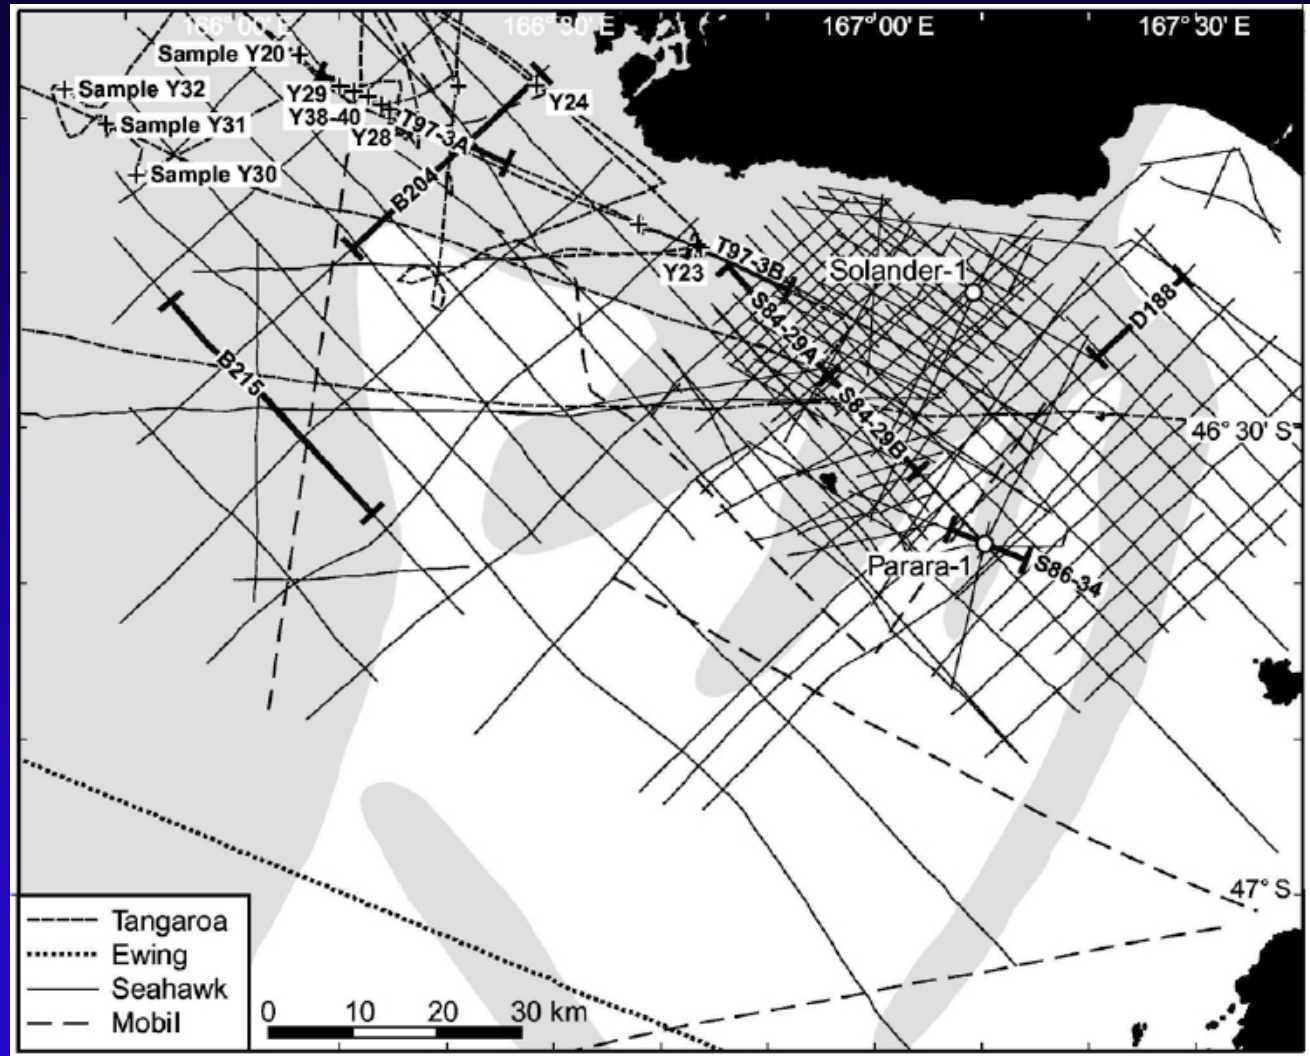 166° 00' E
166° 30' E
167° 00' E
167° 30' E
Sample Y20
Sample Y32
Y29
Y38-40
Y28
Y24
Sample Y31
T97-3A
Sample Y30
B204
Y23
T97-3B
Solander-1
S84-29A
D188
B215
S84-29B
46° 30' S
Parara-1
S86-34
47° S
Tangaroa
Ewing
Seahawk
Mobil
0 10 20 30 km